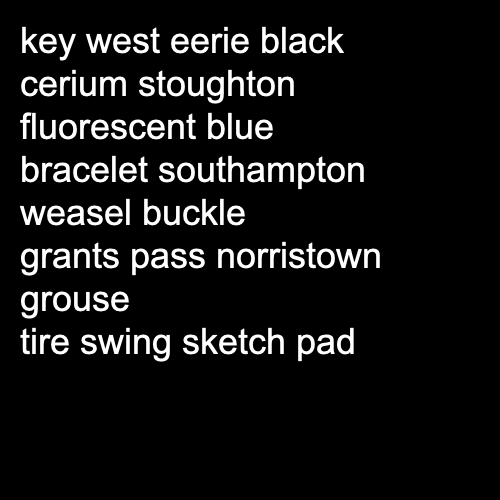 key west eerie black
cerium stoughton
fluorescent blue
bracelet southampton
weasel buckle
grants pass norristown
grouse
tire swing sketch pad